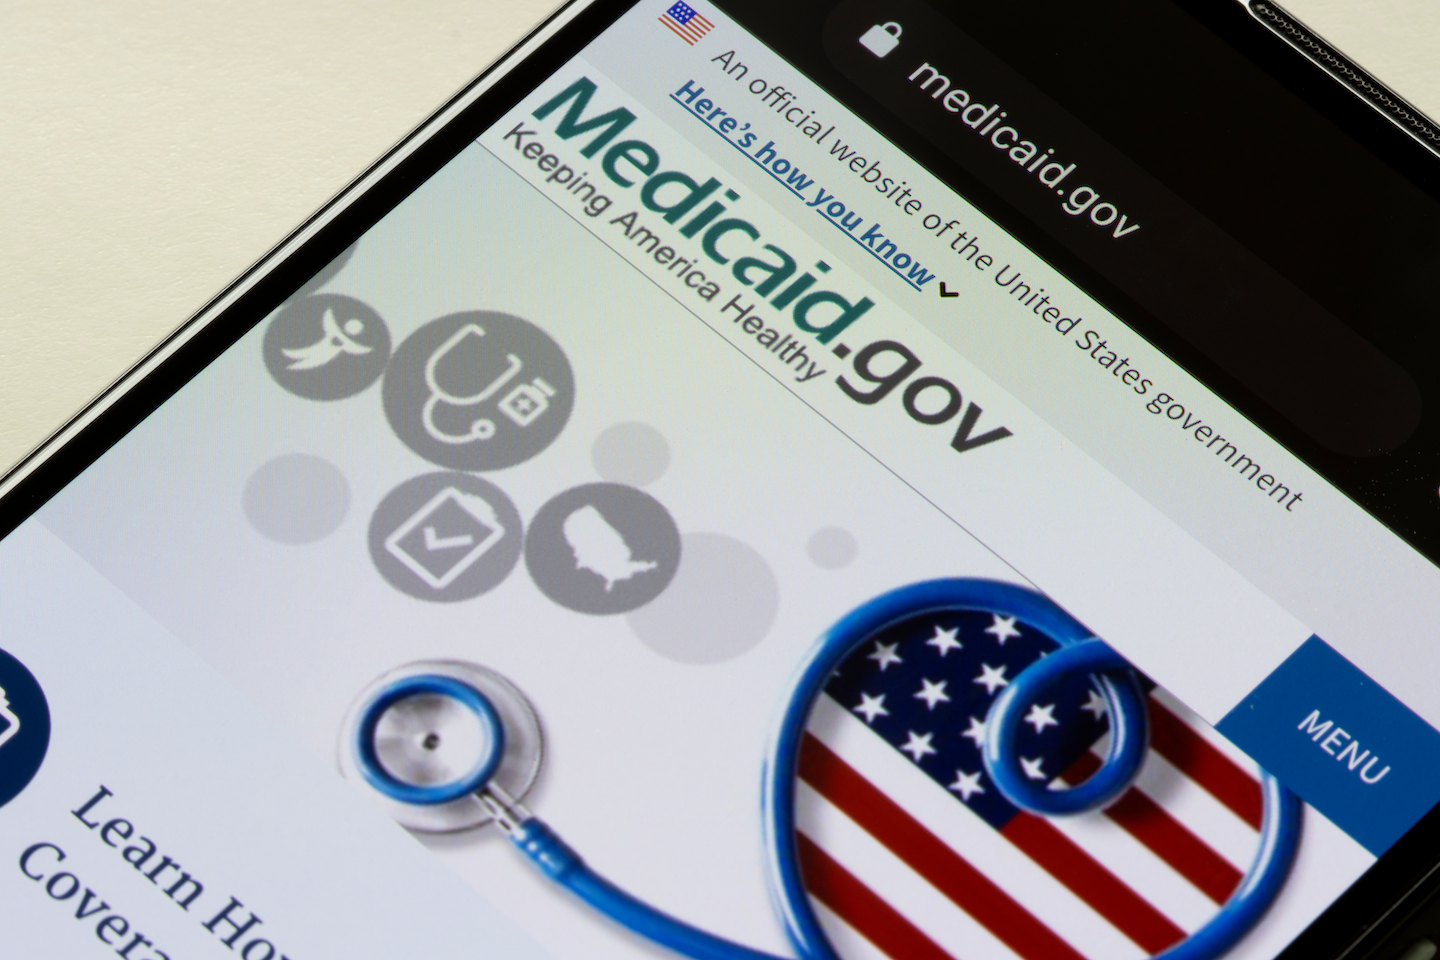 medicaid.gov
An official website of the United States government
Here's how you know
Medicaid.gov
Keeping America Healthy
MENU
Learn How
Covera